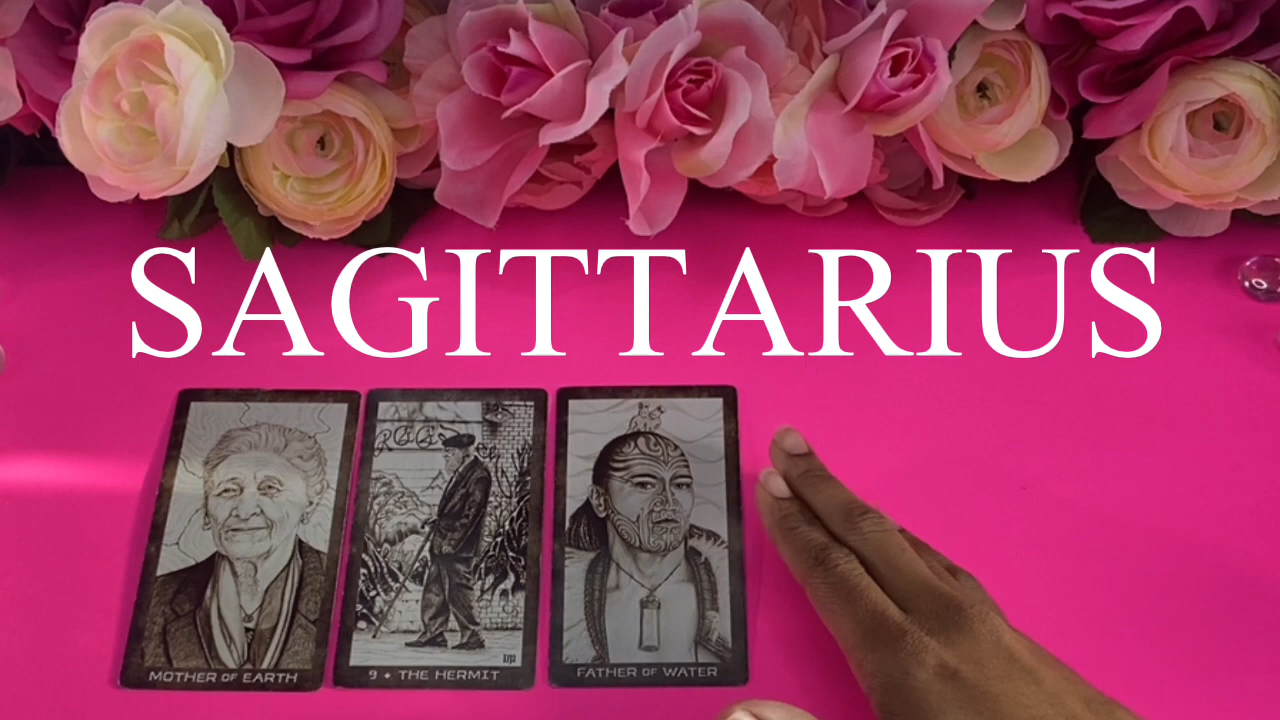 SAGITTARIUS
MOTHER OF EARTH
9 ✦ THE HERMIT
FATHER OF WATER